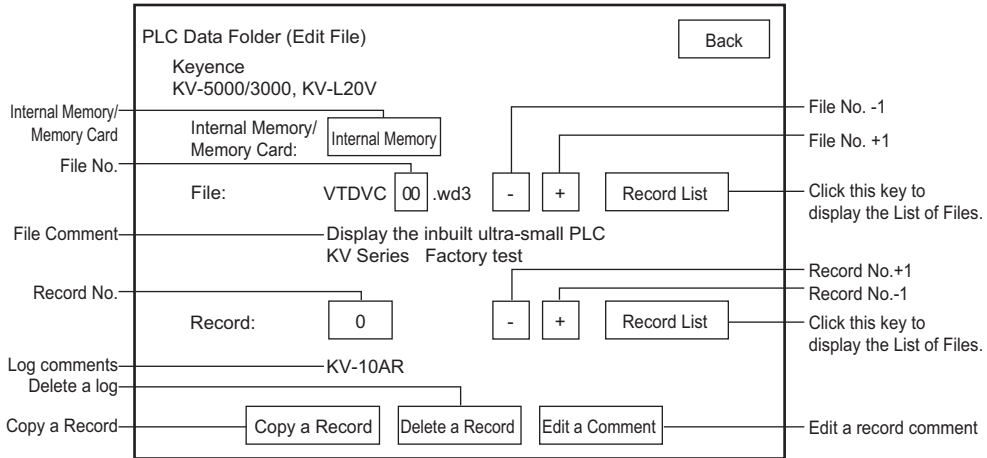 PLC Data Folder (Edit File)
Back
Keyence
KV-5000/3000, KV-L20V
Internal Memory/
Memory Card
Internal Memory/
Memory Card:
Internal Memory
File No. -1
File No. +1
File No.
File:
VTDVC 00 .wd3
-
+
Record List
Click this key to
display the List of Files.
File Comment
Display the inbuilt ultra-small PLC
KV Series Factory test
Record No.+1
Record No.-1
Record No.
Record:
0
-
+
Record List
Click this key to
display the List of Files.
Log comments
KV-10AR
Delete a log
Copy a Record
Copy a Record
Delete a Record
Edit a Comment
Edit a record comment